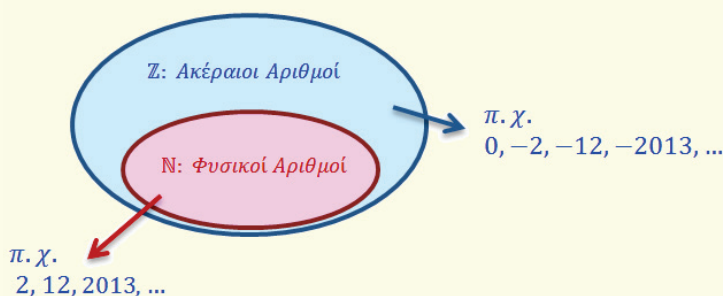 ℤ: Ακέραιοι Αριθμοί
π. χ.
0, −2, −12, −2013, ...
ℕ: Φυσικοί Αριθμοί
π. χ.
2, 12, 2013, ...